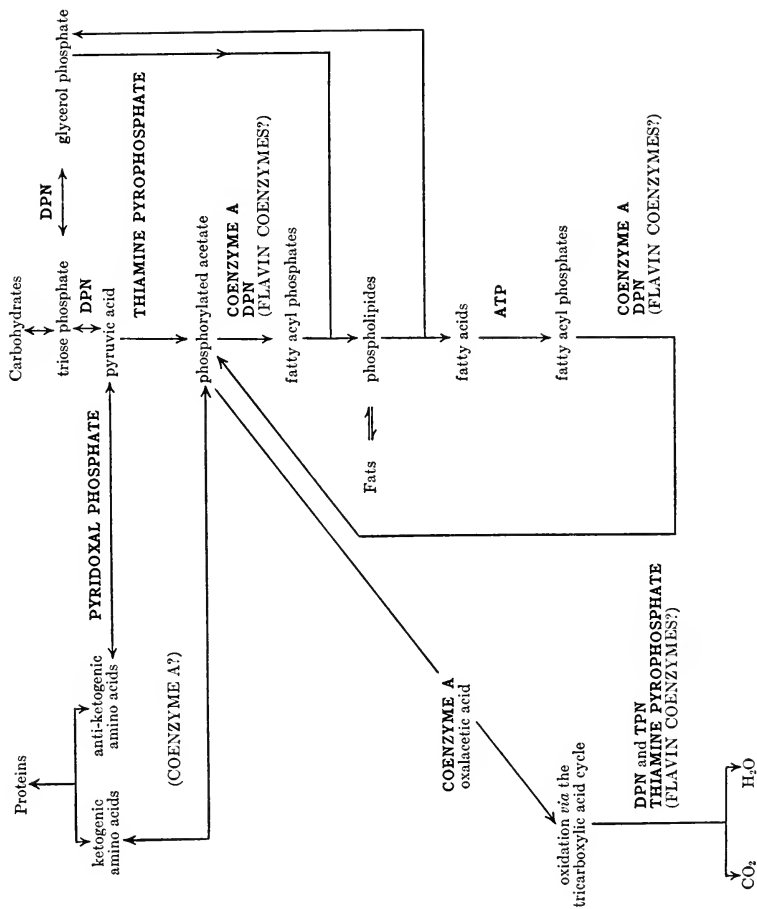 Carbohydrates
triose phosphate
DPN
glycerol phosphate
DPN
pyruvic acid
THIAMINE PYROPHOSPHATE
phosphorylated acetate
COENZYME A
DPN
(FLAVIN COENZYMES?)
fatty acyl phosphates
phospholipides
Fats
fatty acids
ATP
fatty acyl phosphates
COENZYME A
DPN
(FLAVIN COENZYMES?)
Proteins
ketogenic
amino acids
anti-ketogenic
amino acids
PYRIDOXAL PHOSPHATE
(COENZYME A?)
COENZYME A
oxalacetic acid
oxidation via the
tricarboxylic acid cycle
DPN and TPN
THIAMINE PYROPHOSPHATE
(FLAVIN COENZYMES?)
CO₂
H₂O